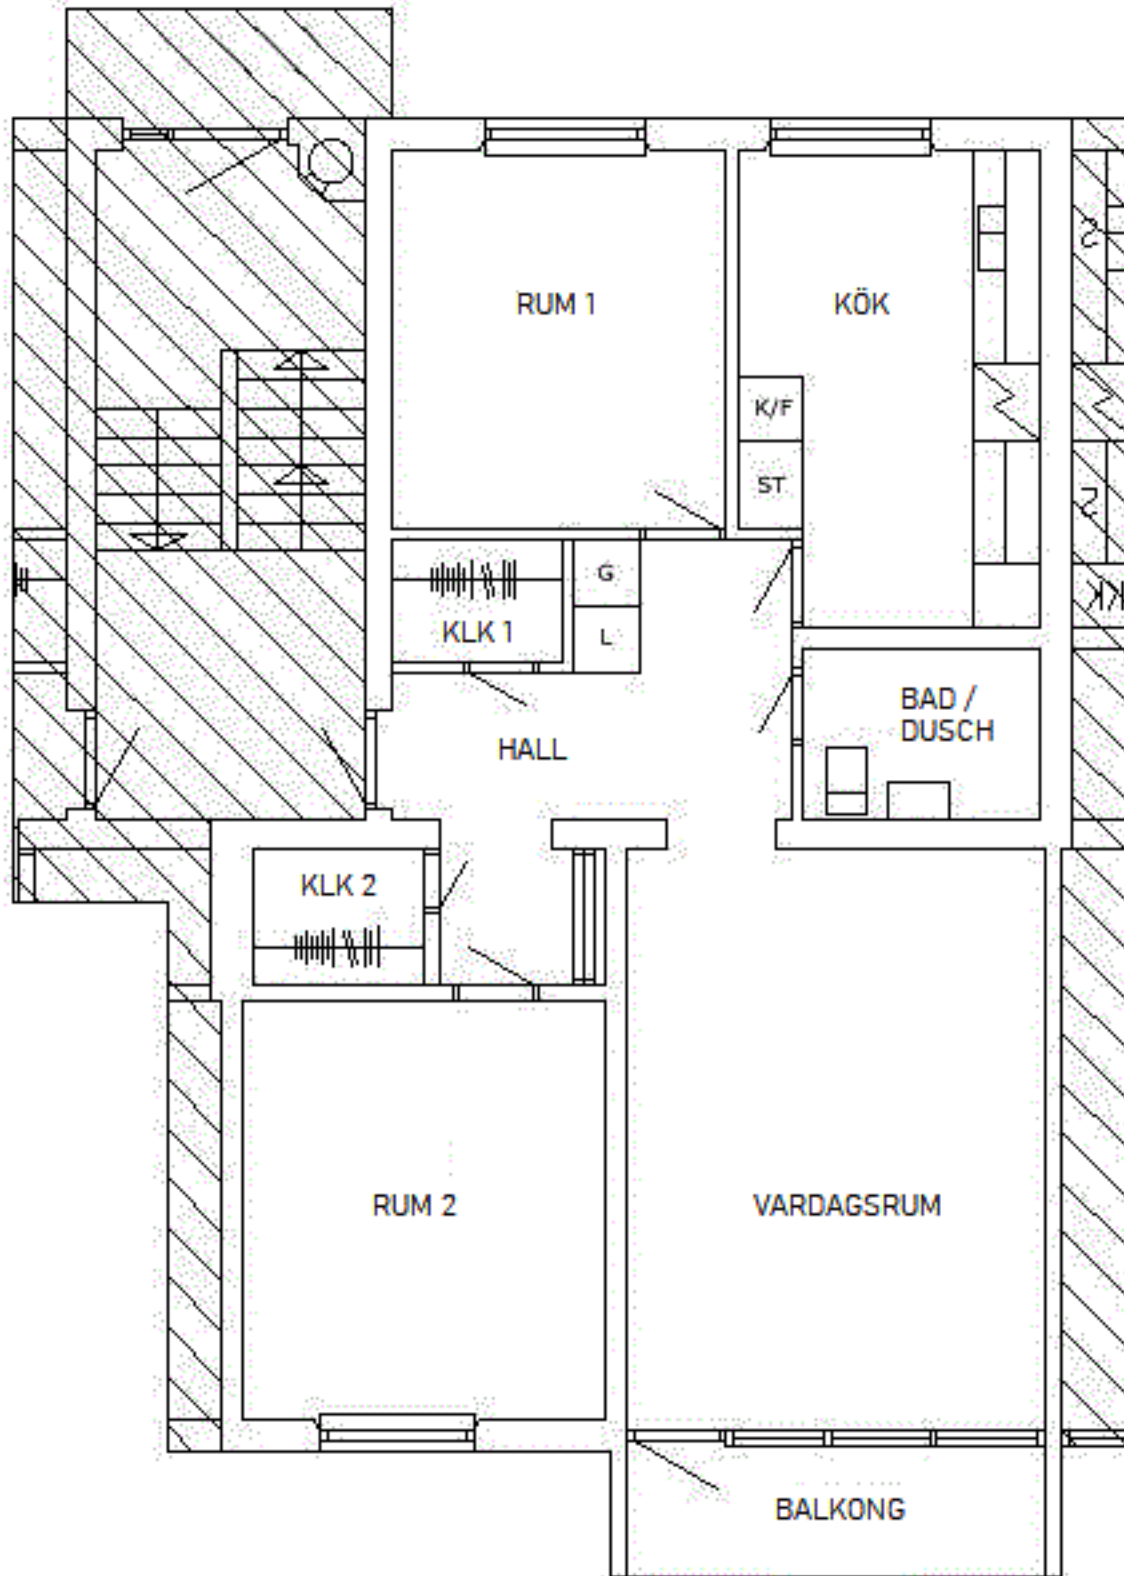 RUM 1
KÖK
K/F
ST
G
L
KLK 1
BAD /
DUSCH
HALL
KLK 2
RUM 2
VARDAGSRUM
BALKONG